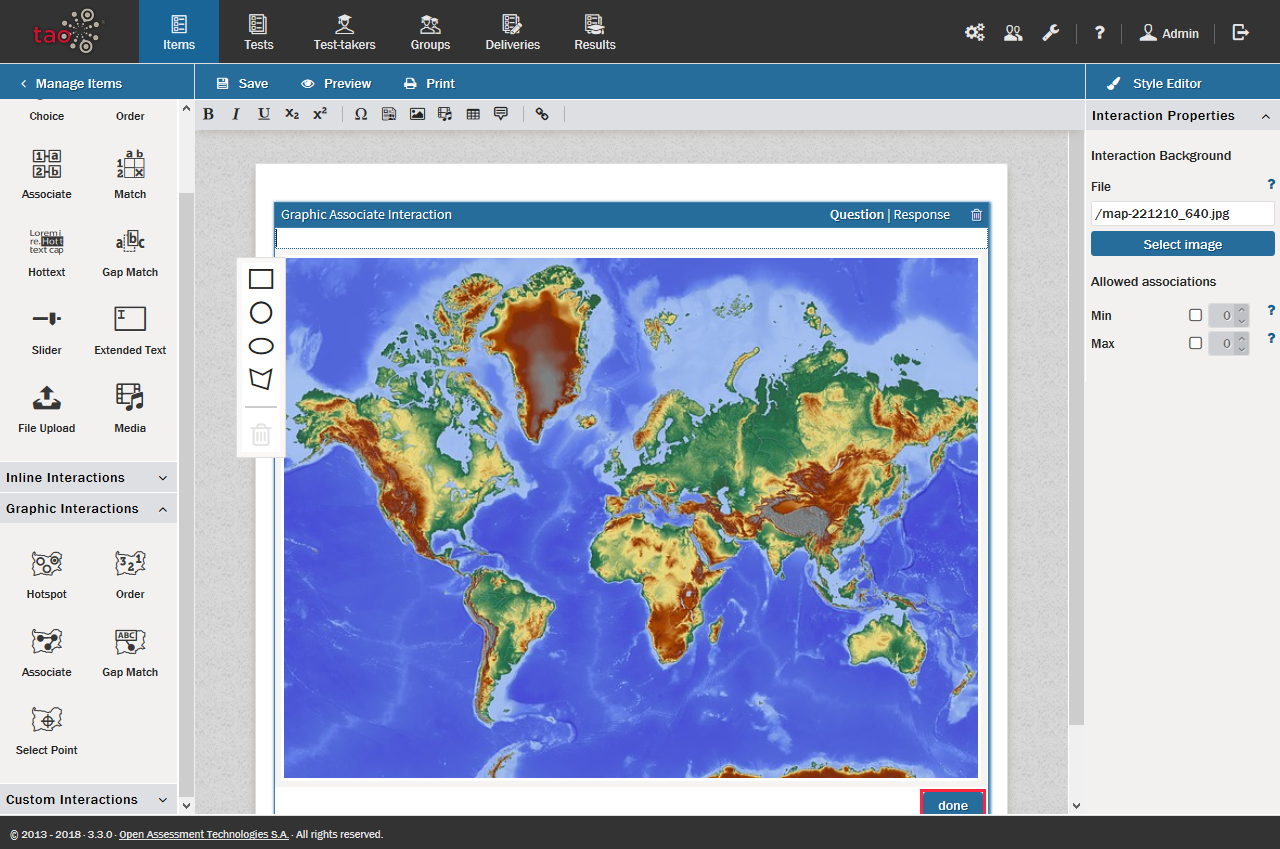 tao
Items
Tests
Test-takers
Groups
Deliveries
Results
?
Admin
Manage Items
Save
Preview
Print
Style Editor
B I U x₂ x² Ω
Choice
Order
Associate
Match
Hottext
Gap Match
Slider
Extended Text
File Upload
Media
Inline Interactions
Graphic Interactions
Hotspot
Order
Associate
Gap Match
Select Point
Custom Interactions
Graphic Associate Interaction
Question | Response
done
Interaction Properties
Interaction Background
File ?
/map-221210_640.jpg
Select image
Allowed associations
Min 0 ?
Max 0 ?
© 2013 - 2018 · 3.3.0 · Open Assessment Technologies S.A. · All rights reserved.